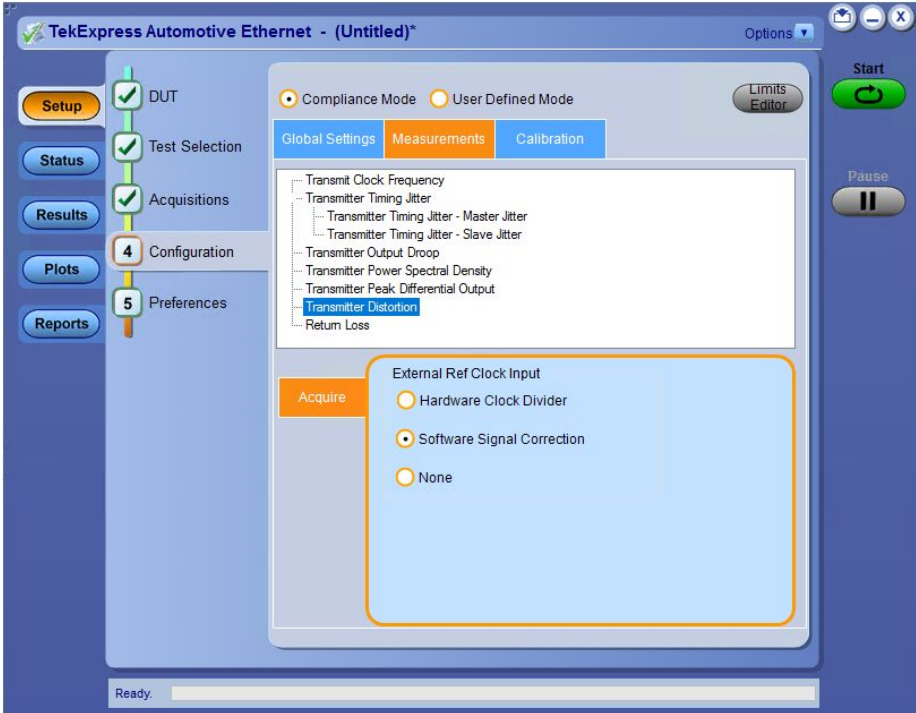 TekExpress Automotive Ethernet - (Untitled)*
Options
Start
Setup
DUT
Compliance Mode
User Defined Mode
Limits
Editor
Status
Test Selection
Global Settings
Measurements
Calibration
Pause
Results
Acquisitions
Transmit Clock Frequency
Transmitter Timing Jitter
Transmitter Timing Jitter - Master Jitter
Transmitter Timing Jitter - Slave Jitter
Transmitter Output Droop
Transmitter Power Spectral Density
Transmitter Peak Differential Output
Transmitter Distortion
Return Loss
4 Configuration
Plots
5 Preferences
Reports
Acquire
External Ref Clock Input
Hardware Clock Divider
Software Signal Correction
None
Ready.